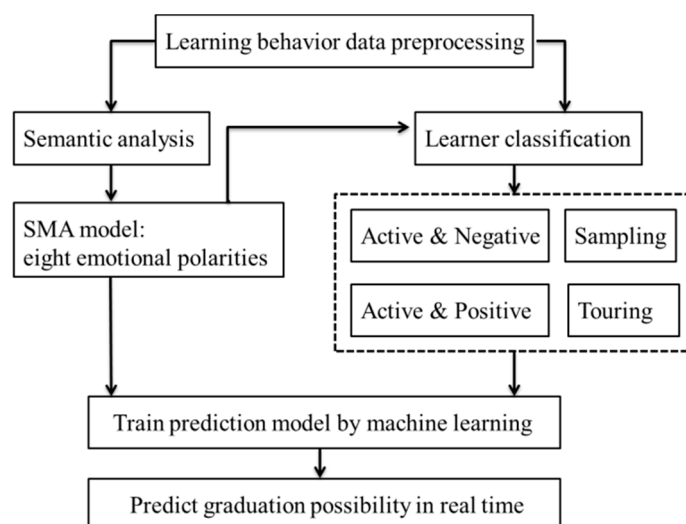 Learning behavior data preprocessing
Semantic analysis
Learner classification
SMA model:
eight emotional polarities
Active & Negative
Sampling
Active & Positive
Touring
Train prediction model by machine learning
Predict graduation possibility in real time